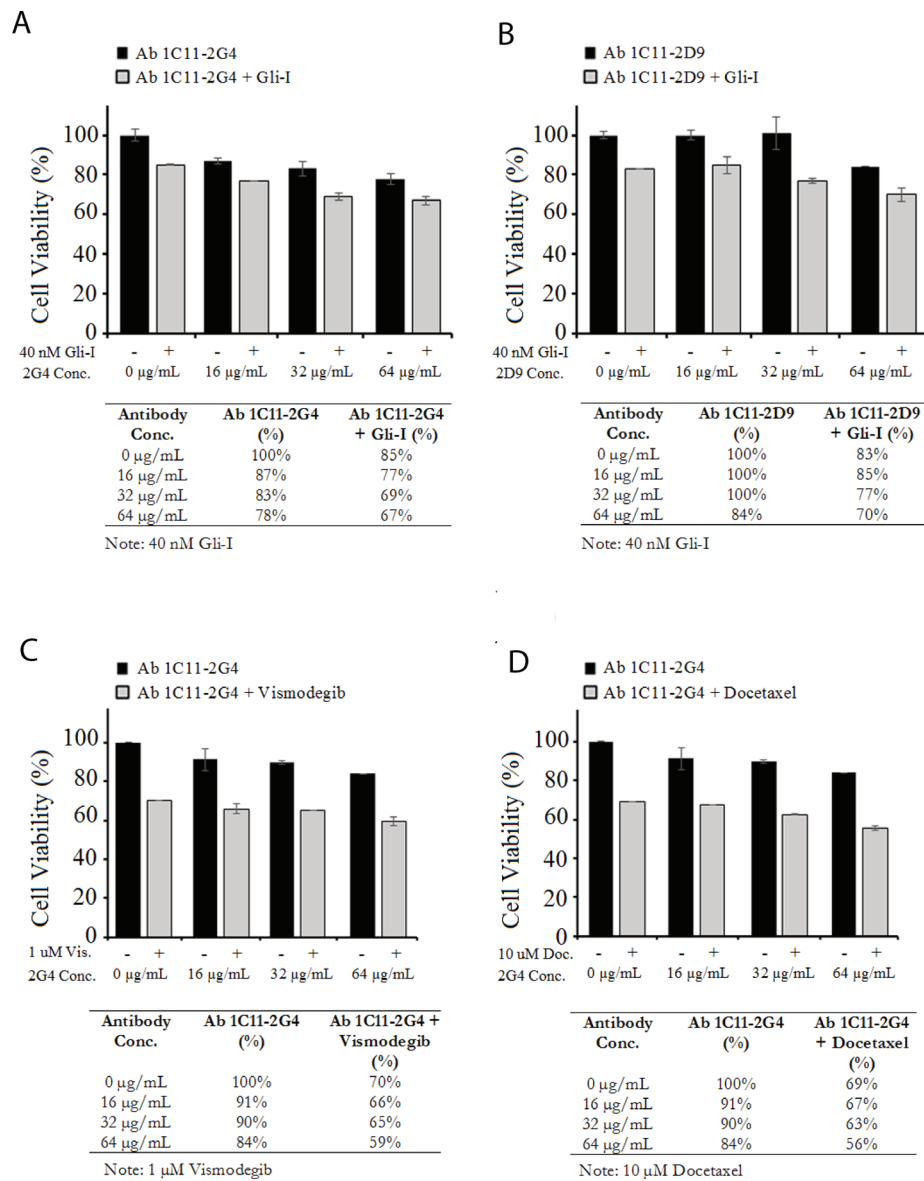 A
Ab 1C11-2G4
Ab 1C11-2G4 + Gli-I
Cell Viability (%)
100
80
60
40
20
0
40 nM Gli-I - + - + - + - +
2G4 Conc. 0 µg/mL 16 µg/mL 32 µg/mL 64 µg/mL
Antibody Ab 1C11-2G4 Ab 1C11-2G4
Conc. (%) + Gli-I (%)
0 µg/mL 100% 85%
16 µg/mL 87% 77%
32 µg/mL 83% 69%
64 µg/mL 78% 67%
Note: 40 nM Gli-I
B
Ab 1C11-2D9
Ab 1C11-2D9 + Gli-I
Cell Viability (%)
100
80
60
40
20
0
40 nM Gli-I - + - + - + - +
2D9 Conc. 0 µg/mL 16 µg/mL 32 µg/mL 64 µg/mL
Antibody Ab 1C11-2D9 Ab 1C11-2D9
Conc. (%) + Gli-I (%)
0 µg/mL 100% 83%
16 µg/mL 100% 85%
32 µg/mL 100% 77%
64 µg/mL 84% 70%
Note: 40 nM Gli-I
C
Ab 1C11-2G4
Ab 1C11-2G4 + Vismodegib
Cell Viability (%)
100
80
60
40
20
0
1 uM Vis. - + - + - + - +
2G4 Conc. 0 µg/mL 16 µg/mL 32 µg/mL 64 µg/mL
Antibody Ab 1C11-2G4 Ab 1C11-2G4 +
Conc. (%) Vismodegib
(%)
0 µg/mL 100% 70%
16 µg/mL 91% 66%
32 µg/mL 90% 65%
64 µg/mL 84% 59%
Note: 1 µM Vismodegib
D
Ab 1C11-2G4
Ab 1C11-2G4 + Docetaxel
Cell Viability (%)
100
80
60
40
20
0
10 uM Doc. - + - + - + - +
2G4 Conc. 0 µg/mL 16 µg/mL 32 µg/mL 64 µg/mL
Antibody Ab 1C11-2G4 Ab 1C11-2G4
Conc. (%) + Docetaxel
(%)
0 µg/mL 100% 69%
16 µg/mL 91% 67%
32 µg/mL 90% 63%
64 µg/mL 84% 56%
Note: 10 µM Docetaxel